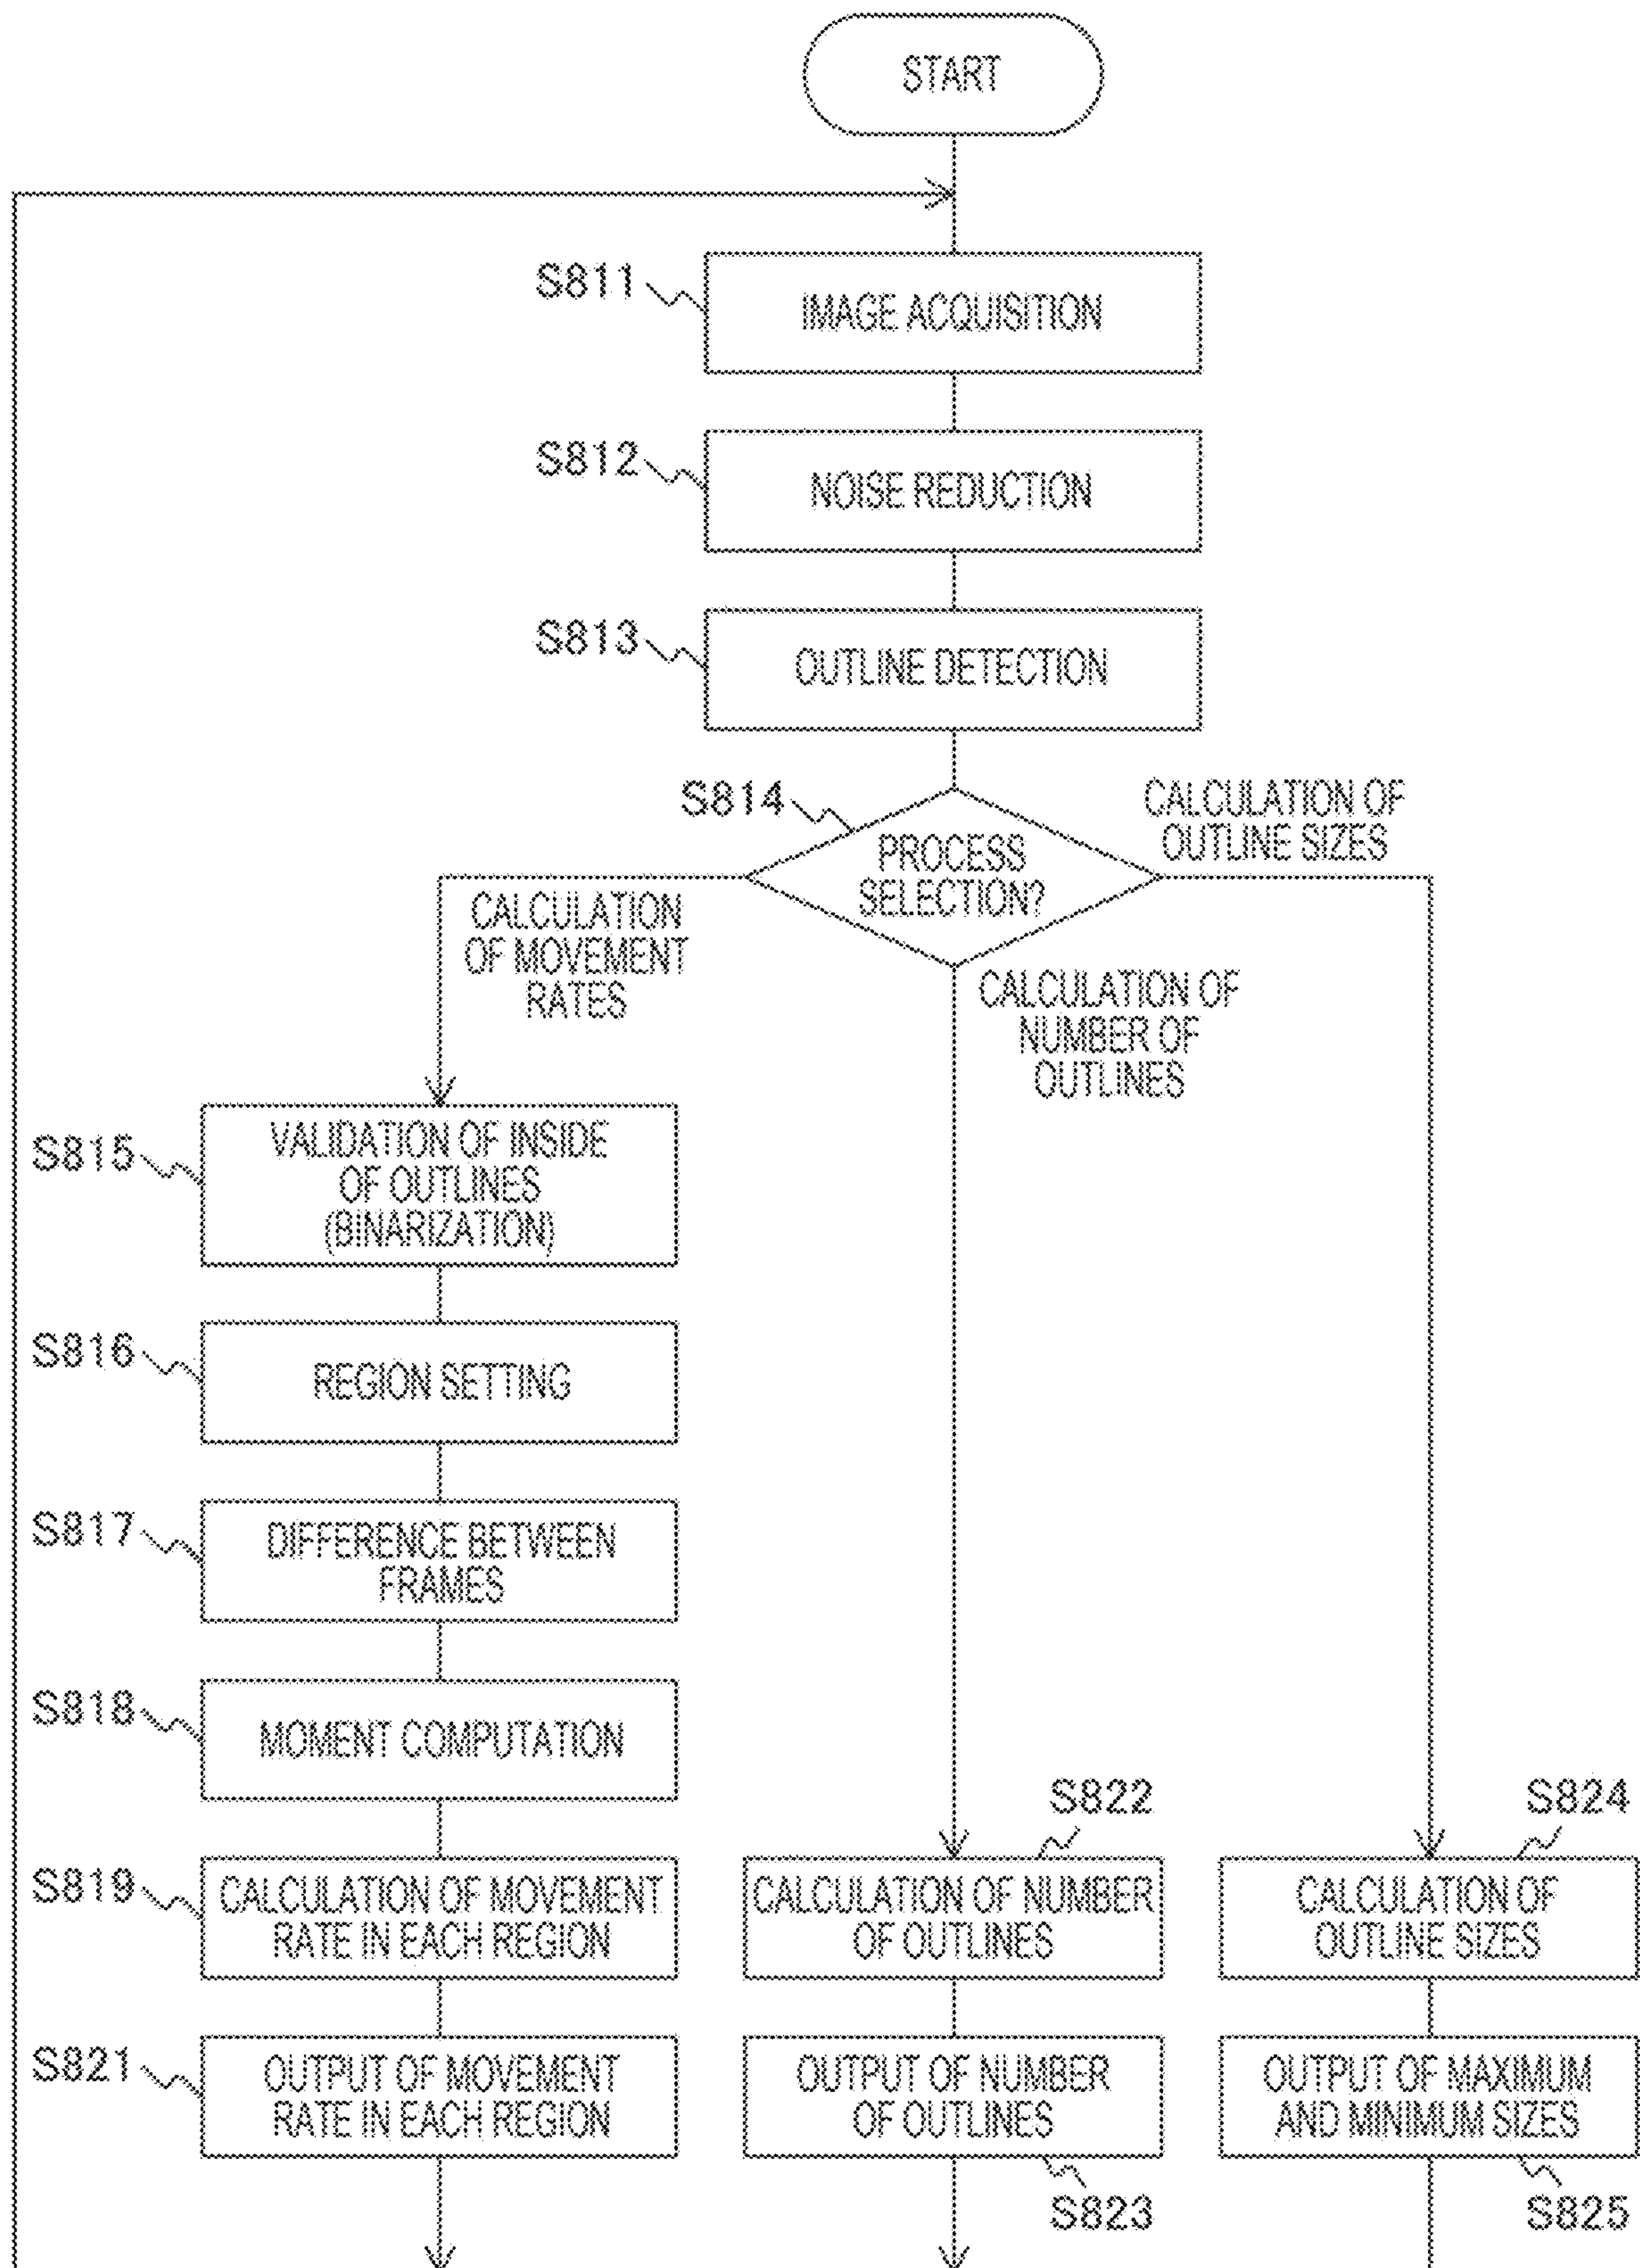 START
S811
IMAGE ACQUISITION
S812
NOISE REDUCTION
S813
OUTLINE DETECTION
S814
PROCESS
SELECTION?
CALCULATION OF
OUTLINE SIZES
CALCULATION
OF MOVEMENT
RATES
CALCULATION OF
NUMBER OF
OUTLINES
S815
VALIDATION OF INSIDE
OF OUTLINES
(BINARIZATION)
S816
REGION SETTING
S817
DIFFERENCE BETWEEN
FRAMES
S818
MOMENT COMPUTATION
S819
CALCULATION OF MOVEMENT
RATE IN EACH REGION
S821
OUTPUT OF MOVEMENT
RATE IN EACH REGION
S822
CALCULATION OF NUMBER
OF OUTLINES
OUTPUT OF NUMBER
OF OUTLINES
S823
S824
CALCULATION OF
OUTLINE SIZES
OUTPUT OF MAXIMUM
AND MINIMUM SIZES
S825